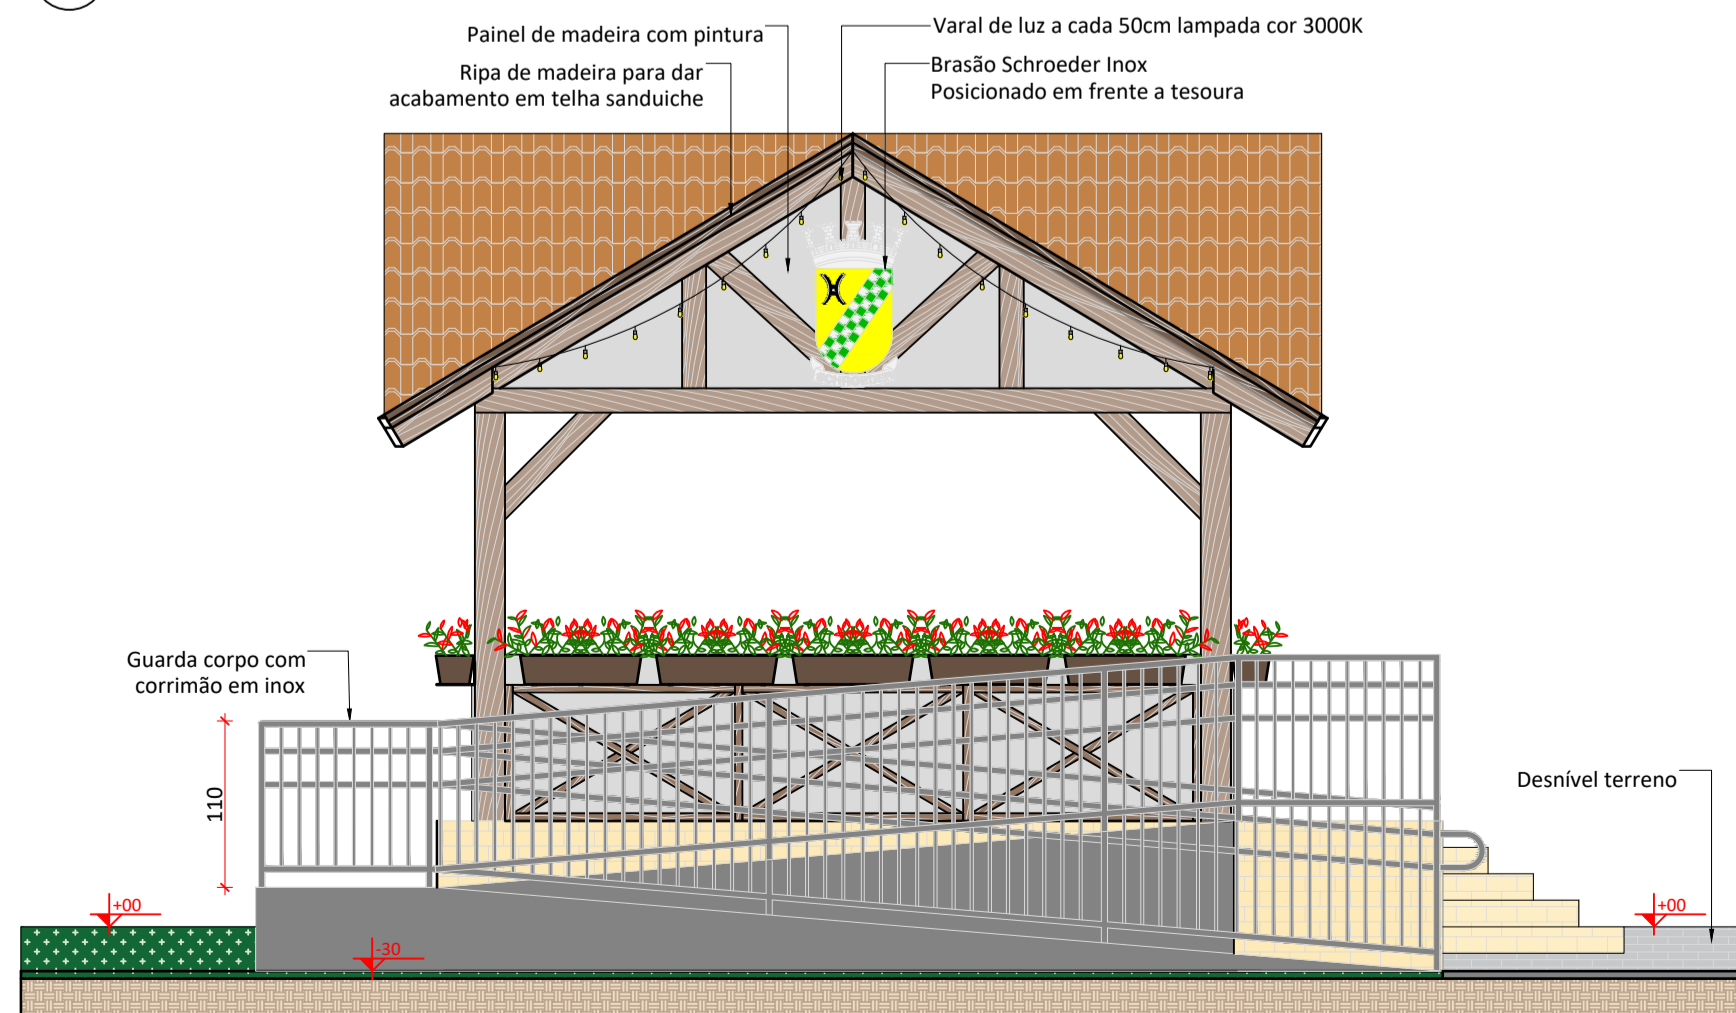 Painel de madeira com pintura
Varal de luz a cada 50cm lampada cor 3000K
Ripa de madeira para dar
acabamento em telha sanduiche
Brasão Schroeder Inox
Posicionado em frente a tesoura
Guarda corpo com
corrimão em inox
110
Desnível terreno
+00
+00
-30